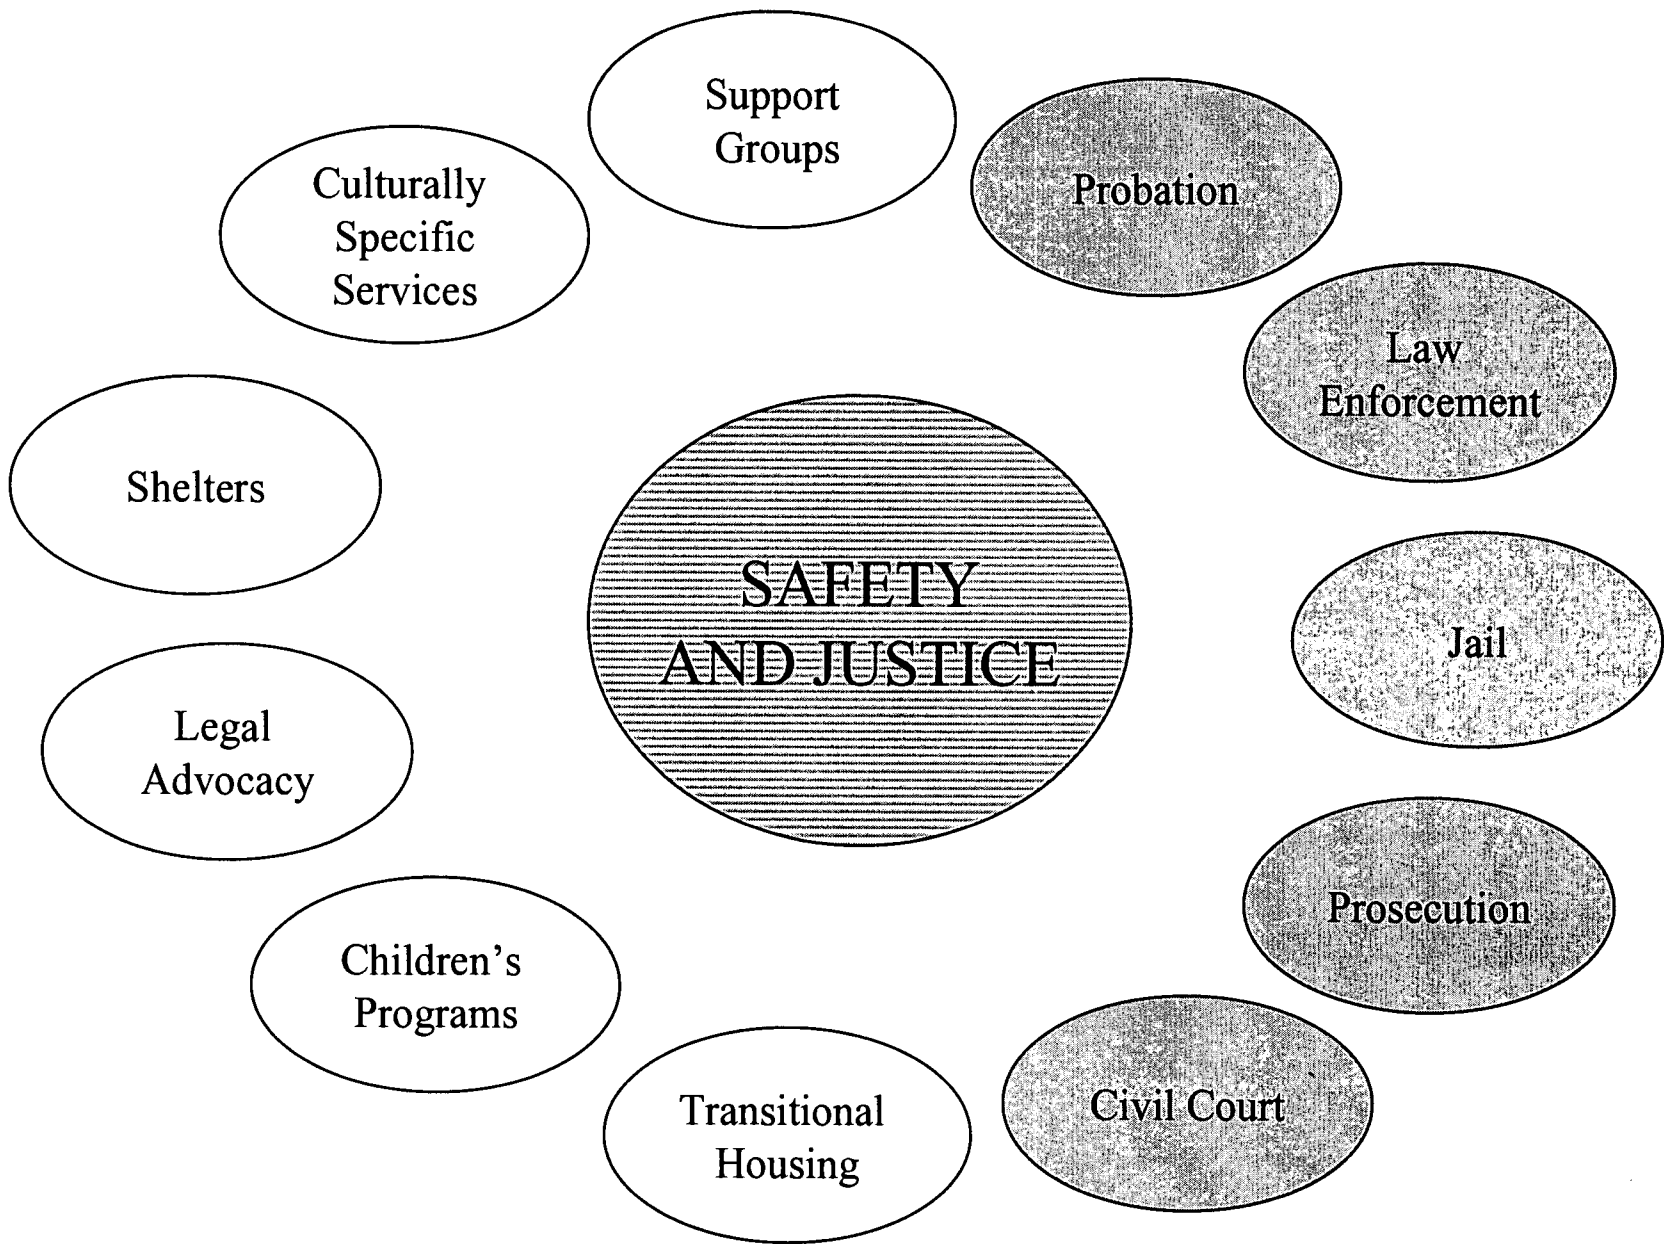 Support
Groups
Probation
Culturally
Specific
Services
Law
Enforcement
Shelters
SAFETY
AND JUSTICE
Jail
Legal
Advocacy
Prosecution
Children's
Programs
Civil Court
Transitional
Housing